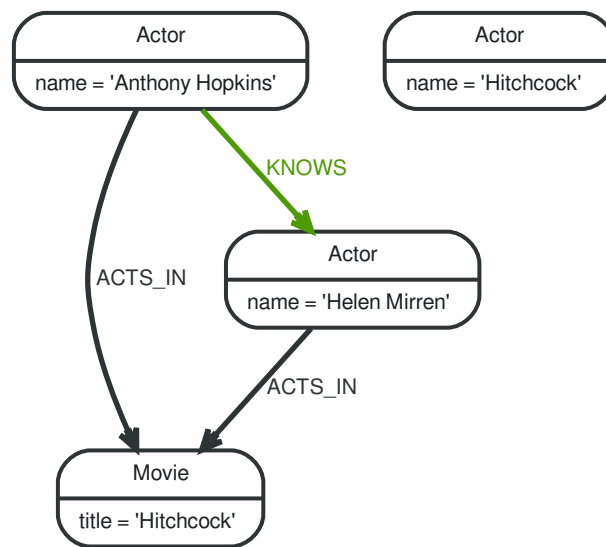 Actor
name = 'Anthony Hopkins'
Actor
name = 'Hitchcock'
KNOWS
Actor
name = 'Helen Mirren'
ACTS_IN
ACTS_IN
Movie
title = 'Hitchcock'